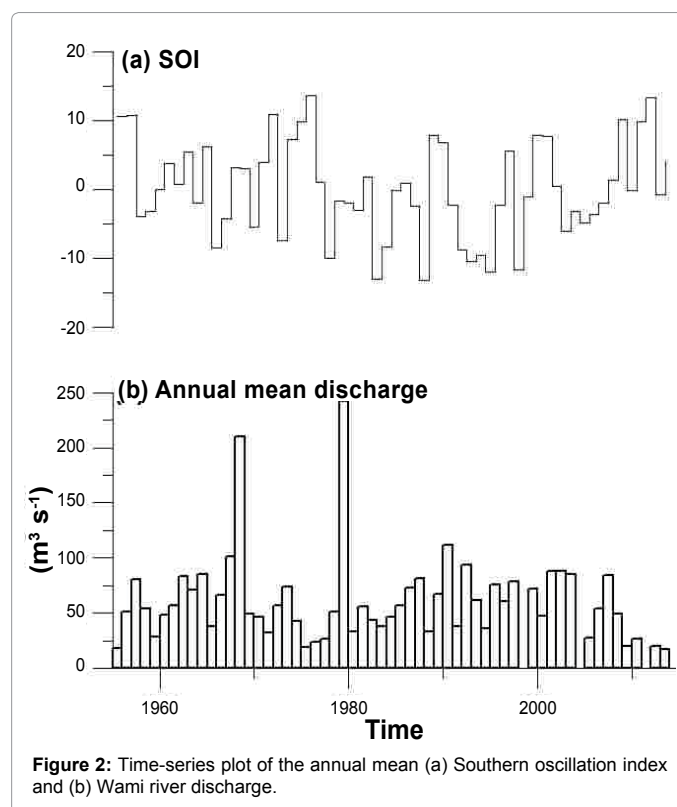 (a) SOI
20
10
0
-10
-20
(b) Annual mean discharge
250
200
150
100
50
0
(m³ s⁻¹)
1960
1980
2000
Time
Figure 2: Time-series plot of the annual mean (a) Southern oscillation index
and (b) Wami river discharge.